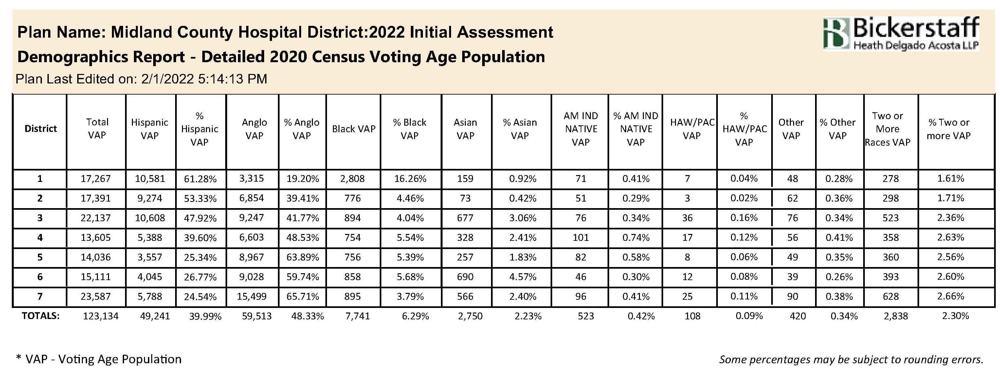 Plan Name: Midland County Hospital District:2022 Initial Assessment
Demographics Report - Detailed 2020 Census Voting Age Population
Plan Last Edited on: 2/1/2022 5:14:13 PM
Bickerstaff
Heath Delgado Acosta LLP
District Total VAP Hispanic VAP % Hispanic VAP Anglo VAP % Anglo VAP Black VAP % Black VAP Asian VAP % Asian VAP AM IND NATIVE VAP % AM IND NATIVE VAP HAW/PAC VAP % HAW/PAC VAP Other VAP % Other VAP Two or More Races VAP % Two or more VAP
1 17,267 10,581 61.28% 3,315 19.20% 2,808 16.26% 159 0.92% 71 0.41% 7 0.04% 48 0.28% 278 1.61%
2 17,391 9,274 53.33% 6,854 39.41% 776 4.46% 73 0.42% 51 0.29% 3 0.02% 62 0.36% 298 1.71%
3 22,137 10,608 47.92% 9,247 41.77% 894 4.04% 677 3.06% 76 0.34% 36 0.16% 76 0.34% 523 2.36%
4 13,605 5,388 39.60% 6,603 48.53% 754 5.54% 328 2.41% 101 0.74% 17 0.12% 56 0.41% 358 2.63%
5 14,036 3,557 25.34% 8,967 63.89% 756 5.39% 257 1.83% 82 0.58% 8 0.06% 49 0.35% 360 2.56%
6 15,111 4,045 26.77% 9,028 59.74% 858 5.68% 690 4.57% 46 0.30% 12 0.08% 39 0.26% 393 2.60%
7 23,587 5,788 24.54% 15,499 65.71% 895 3.79% 566 2.40% 96 0.41% 25 0.11% 90 0.38% 628 2.66%
TOTALS: 123,134 49,241 39.99% 59,513 48.33% 7,741 6.29% 2,750 2.23% 523 0.42% 108 0.09% 420 0.34% 2,838 2.30%
* VAP - Voting Age Population
Some percentages may be subject to rounding errors.